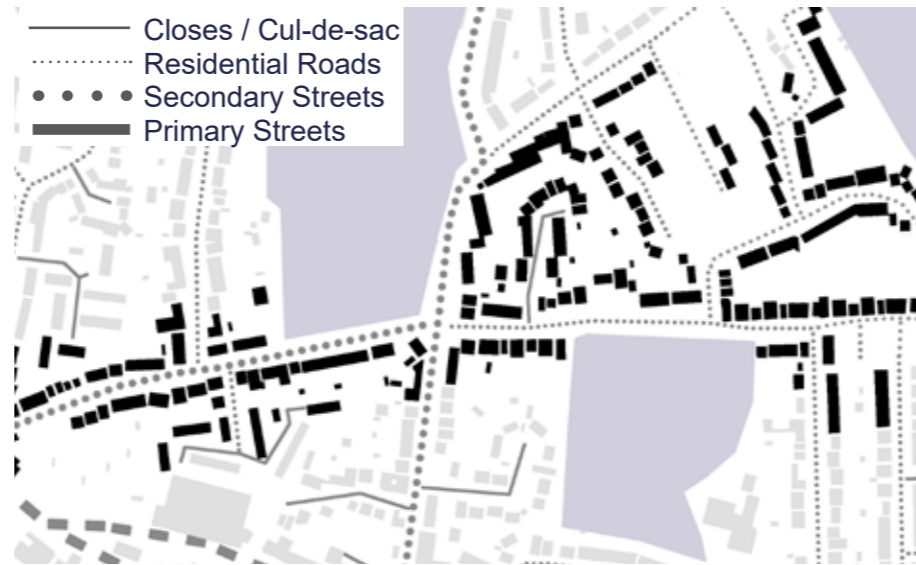 Closes / Cul-de-sac
Residential Roads
Secondary Streets
Primary Streets